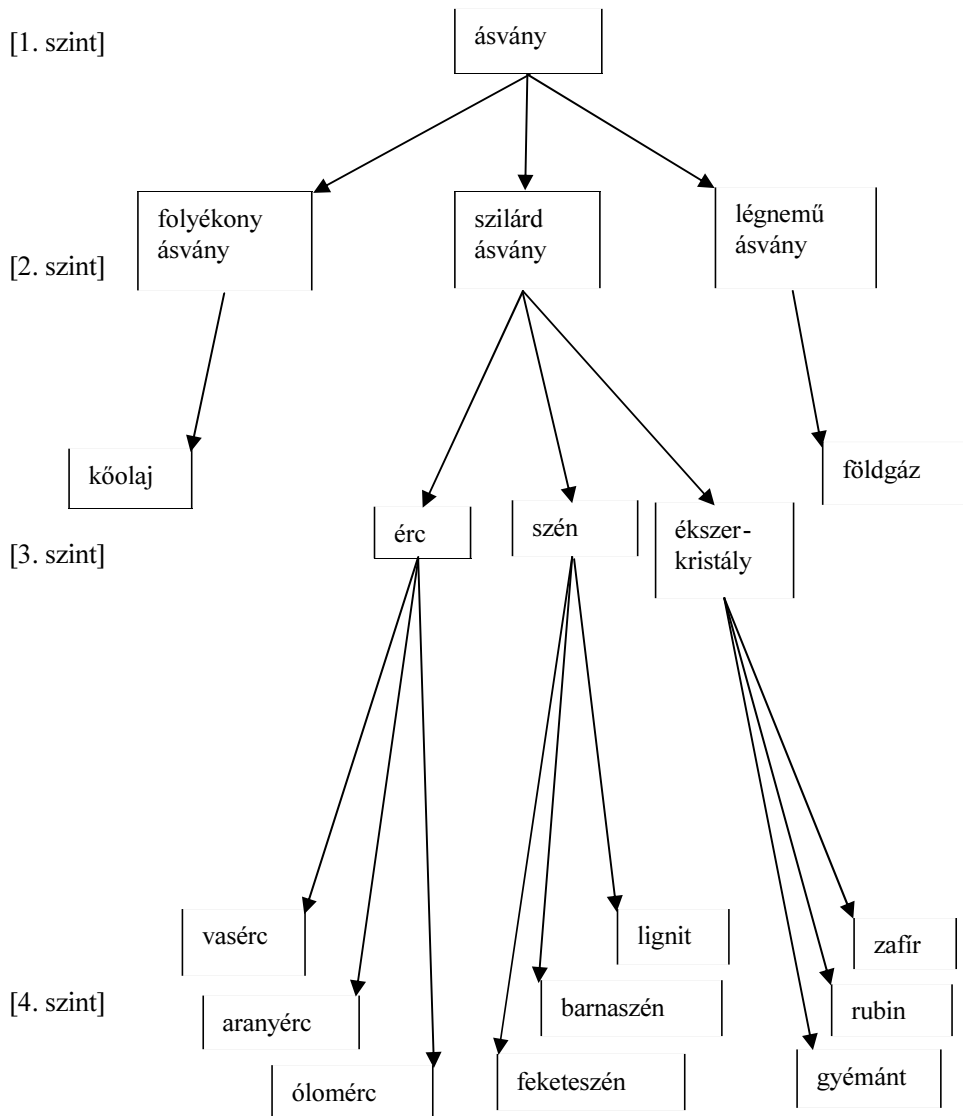 [1. szint]
ásvány
folyékony
ásvány
szilárd
ásvány
légnemű
ásvány
[2. szint]
kőolaj
földgáz
érc
szén
ékszer-
kristály
[3. szint]
vasérc
lignit
zafír
[4. szint]
aranyérc
barnaszén
rubin
ólomérc
feketeszén
gyémánt